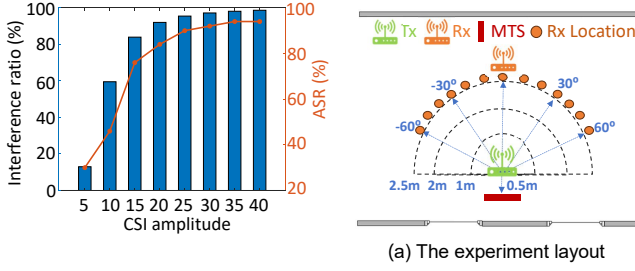 Interference ratio (%)
100
80
60
40
20
0
5 10 15 20 25 30 35 40
CSI amplitude
100
80
60
40
20
ASR (%)
Tx Rx MTS Rx Location
-30° 30°
-60° 60°
2.5m 2m 1m 0.5m
(a) The experiment layout